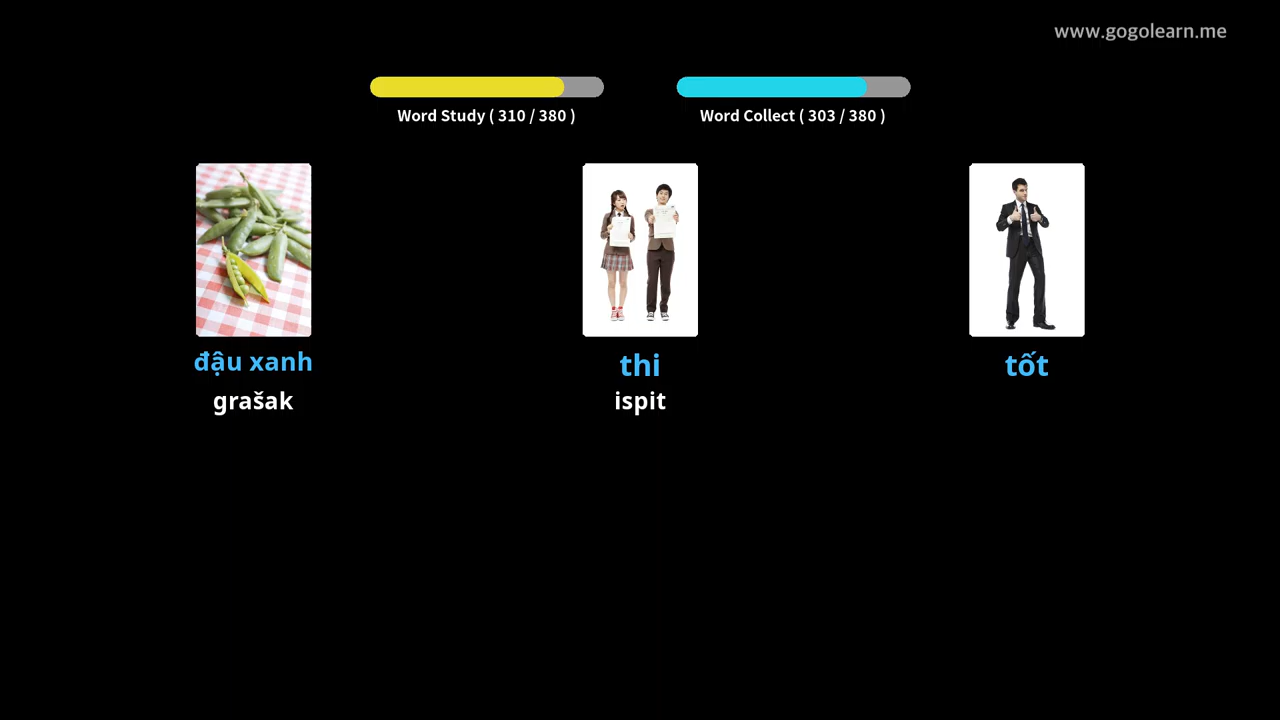 www.gogolearn.me
Word Study ( 310 / 380 )
Word Collect ( 303 / 380 )
đậu xanh
thi
tốt
grašak
ispit